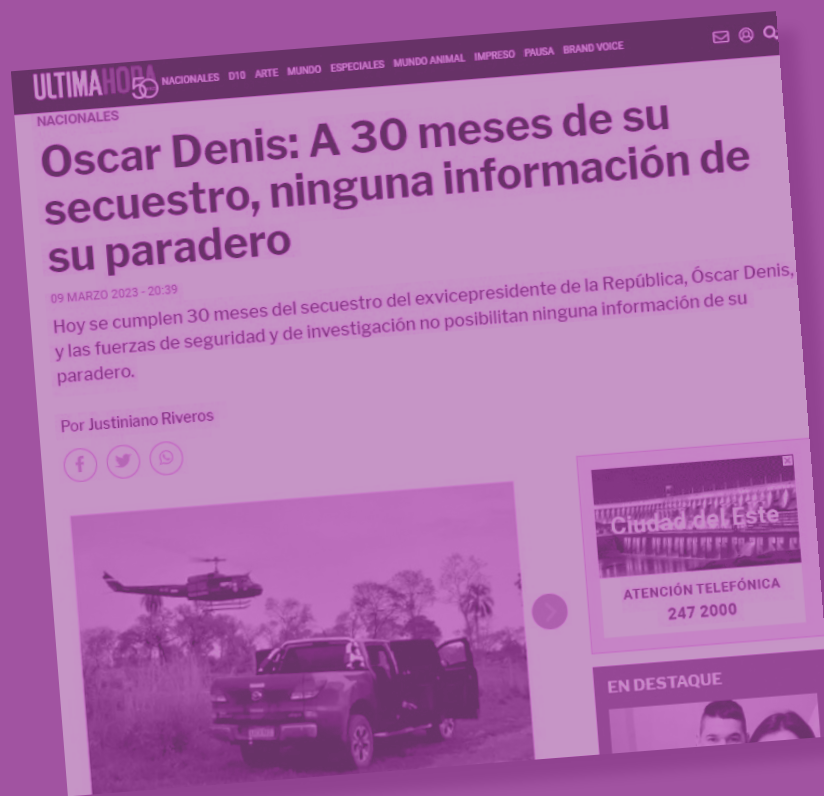 ULTIMAHORA 50
NACIONALES D10 ARTE MUNDO ESPECIALES MUNDO ANIMAL IMPRESO PAUSA BRAND VOICE
NACIONALES
Oscar Denis: A 30 meses de su
secuestro, ninguna información de
su paradero
09 MARZO 2023 - 20:39
Hoy se cumplen 30 meses del secuestro del exvicepresidente de la República, Óscar Denis,
y las fuerzas de seguridad y de investigación no posibilitan ninguna información de su
paradero.
Por Justiniano Riveros
Ciudad del Este
ATENCIÓN TELEFÓNICA
247 2000
EN DESTAQUE